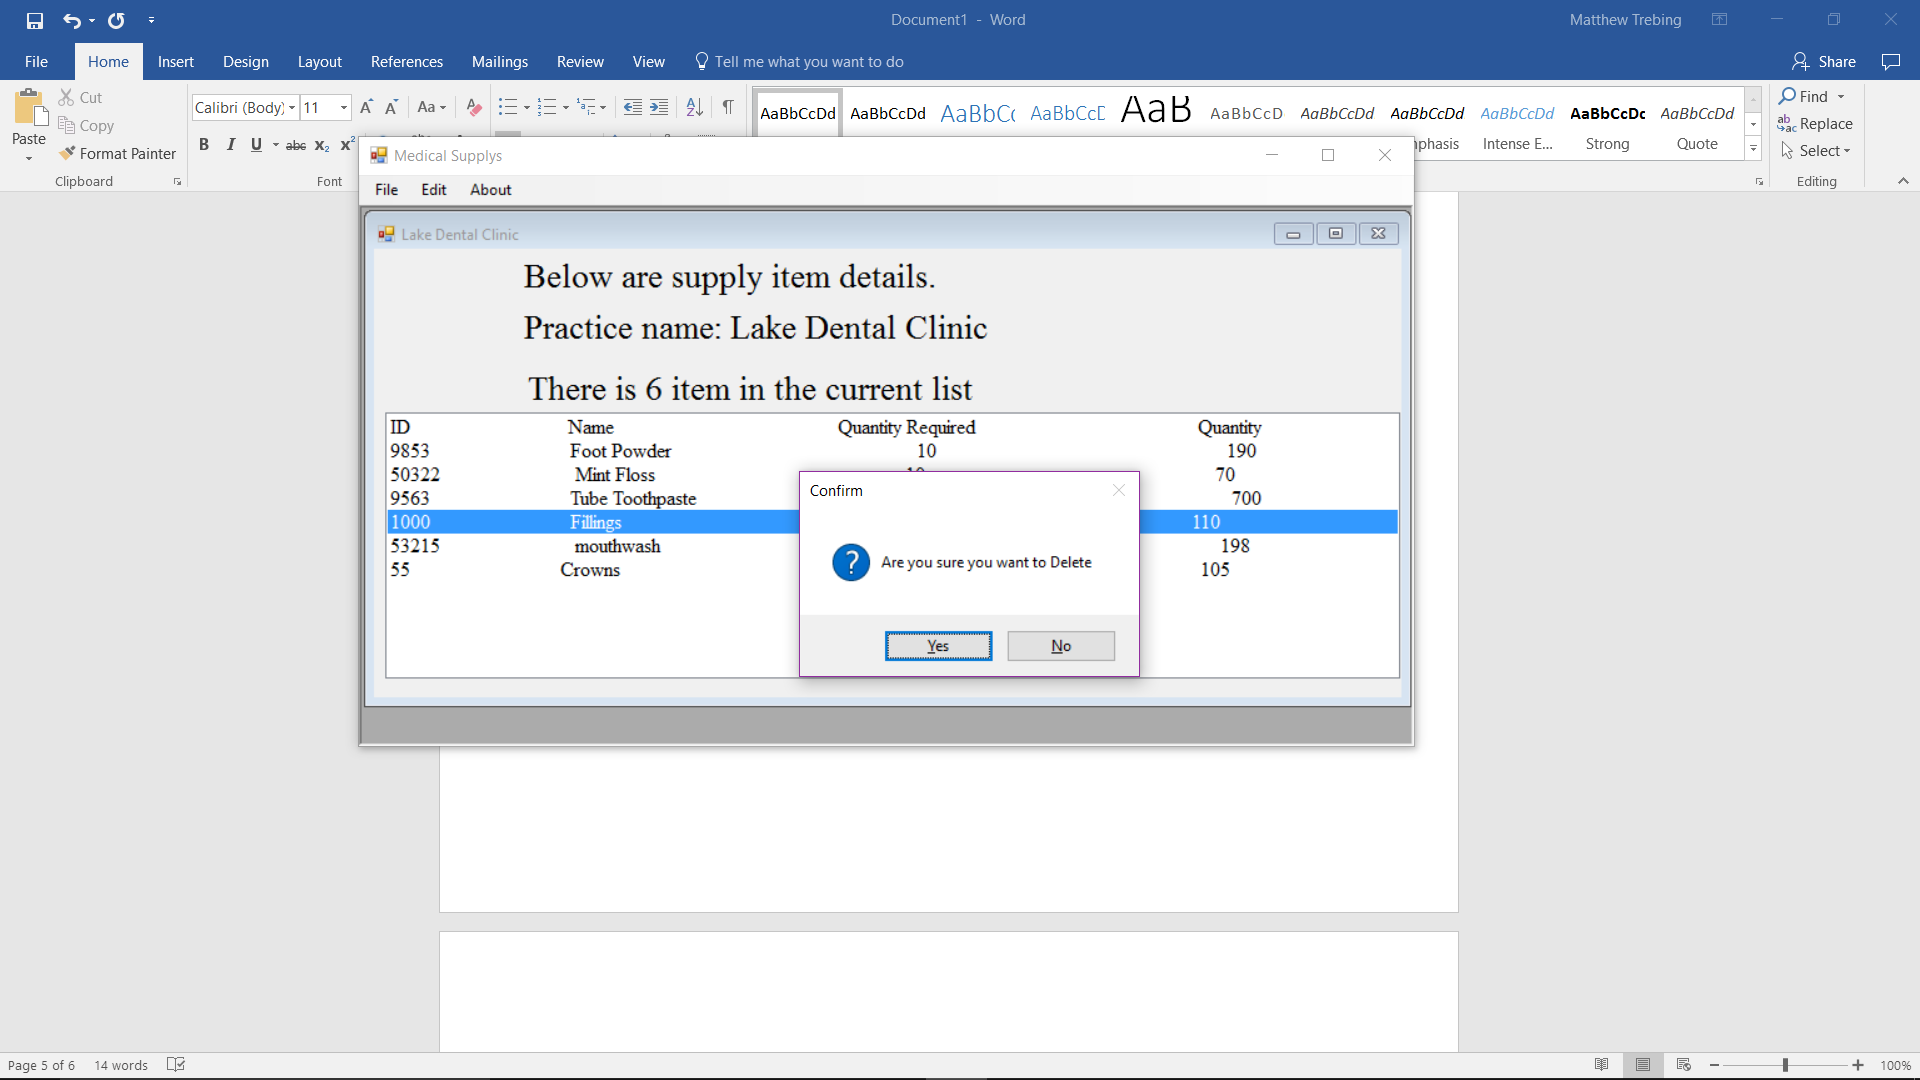 Document1 - Word
Matthew Trebing
File Home Insert Design Layout References Mailings Review View Tell me what you want to do
Share
Cut
Copy
Paste
Format Painter
Clipboard
Calibri (Body) 11
Aa
B I U abc X2 X2
Font
AaBbCcDd AaBbCcDd AaBbCc AaBbCcD AaB AaBbCcD AaBbCcDd AaBbCcDd AaBbCcDd AaBbCcDc AaBbCcDd
Intense E... Strong Quote
Find
Replace
Select
Editing
Medical Supplys
File Edit About
Lake Dental Clinic
Below are supply item details.
Practice name: Lake Dental Clinic
There is 6 item in the current list
ID Name Quantity Required Quantity
9853 Foot Powder 10 190
50322 Mint Floss 70
9563 Tube Toothpaste 700
1000 Fillings 110
53215 mouthwash 198
55 Crowns 105
Confirm
Are you sure you want to Delete
Yes No
Page 5 of 6 14 words
100%